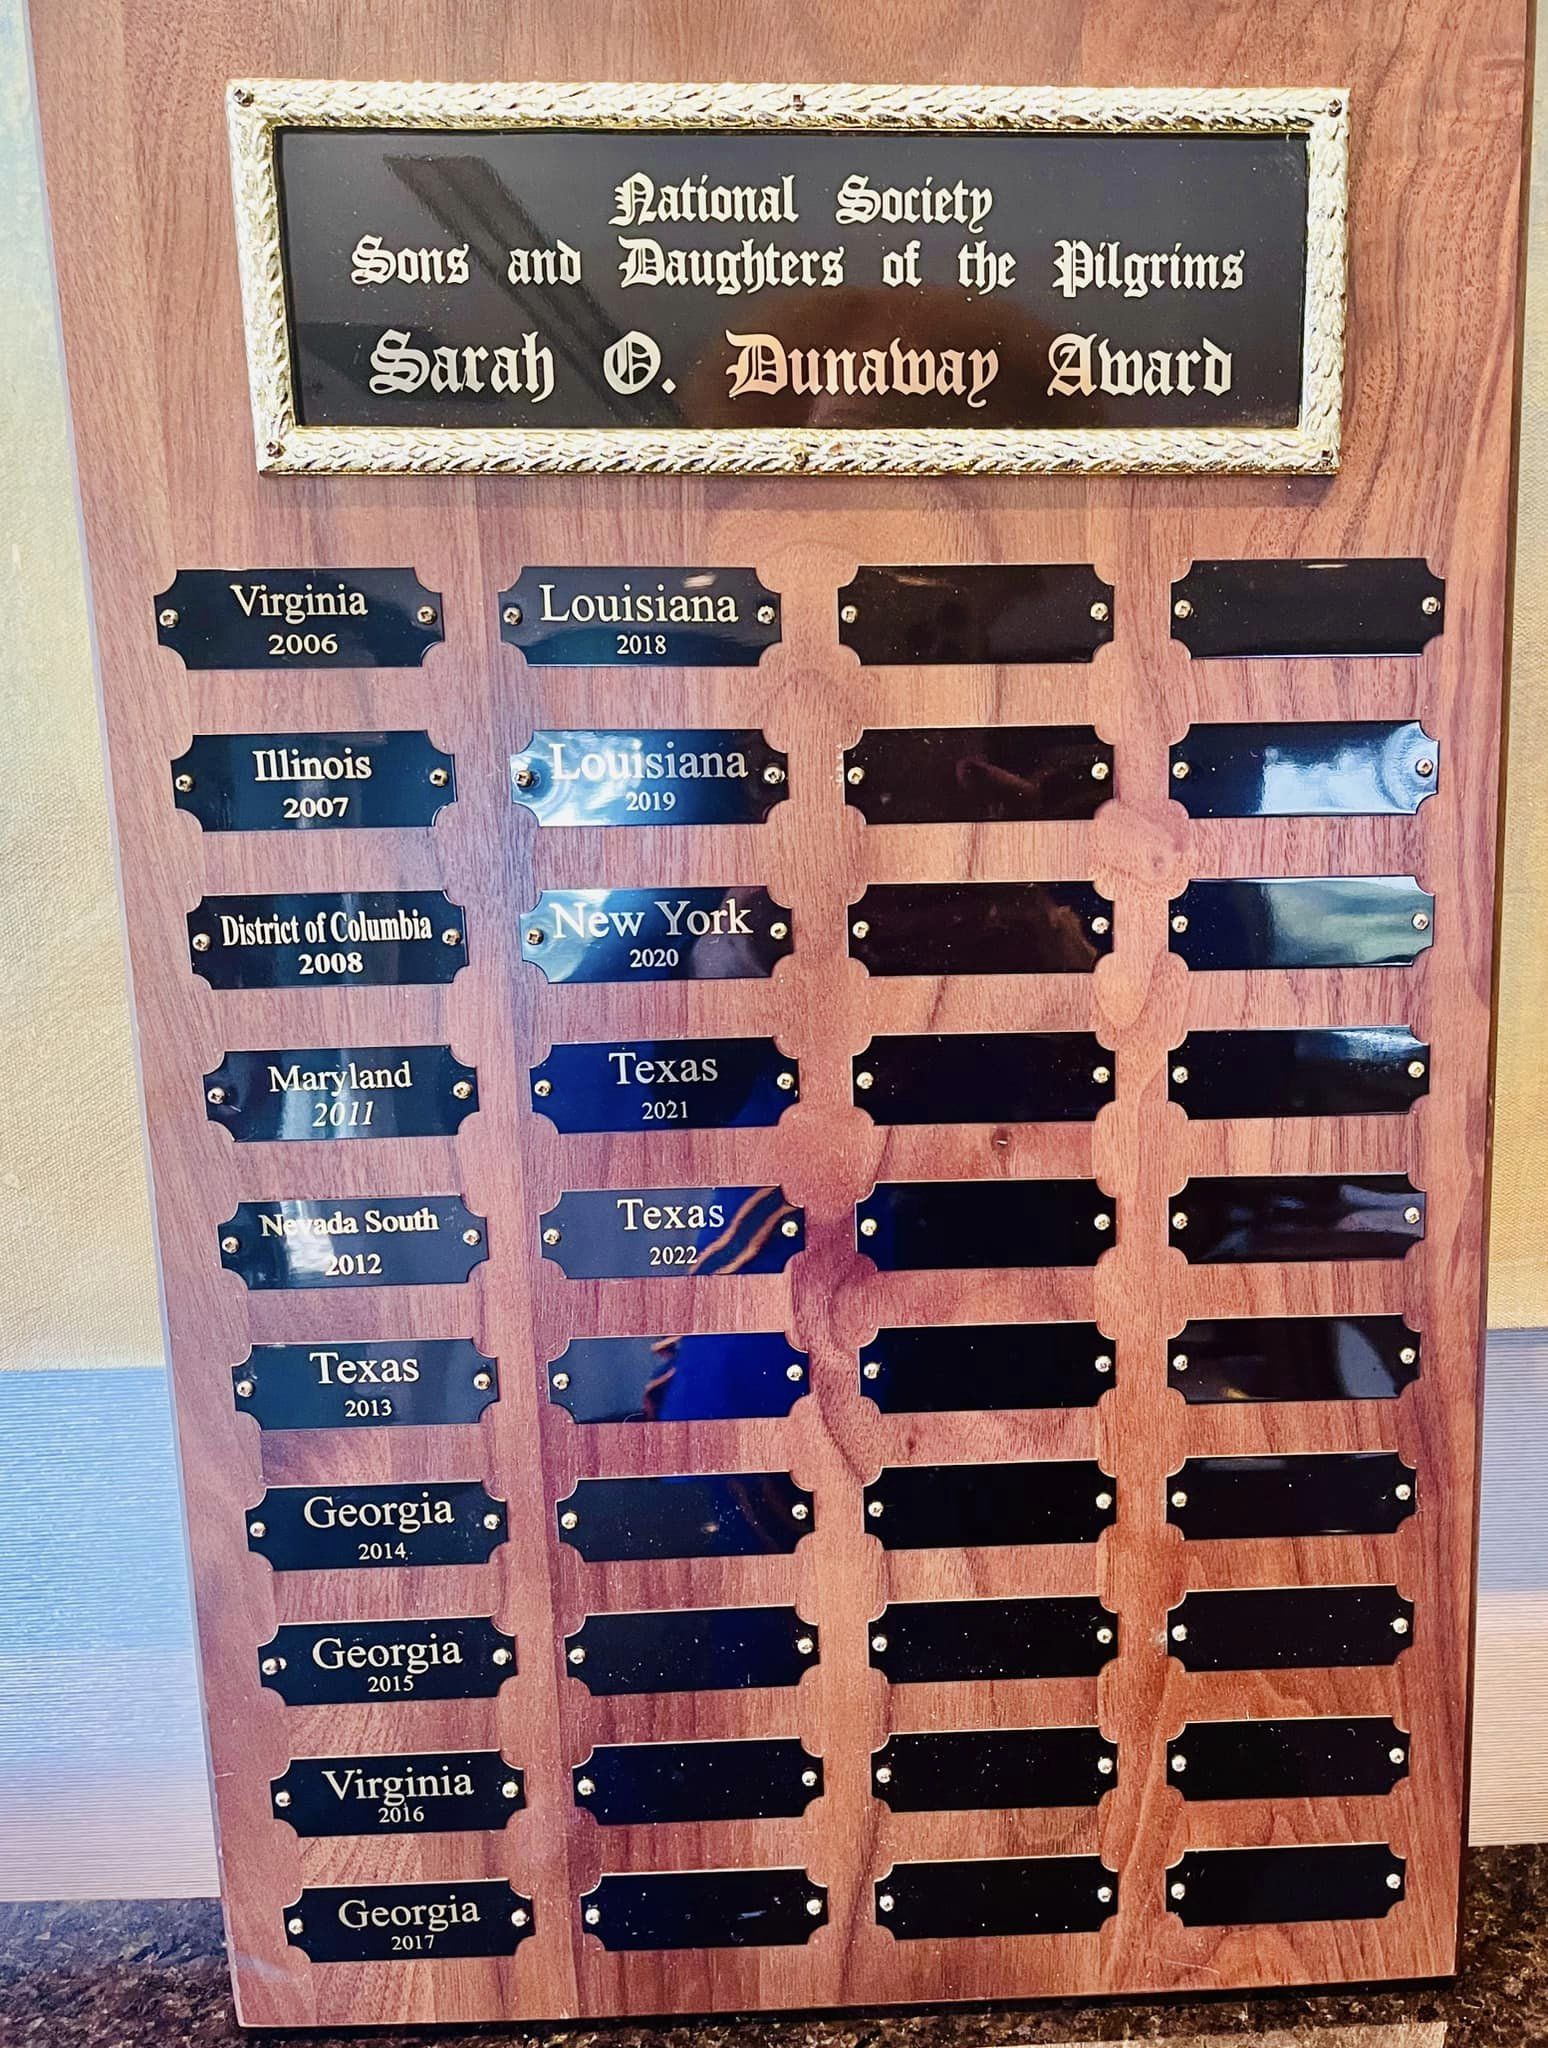 National Society
Sons and Daughters of the Pilgrims
Sarah O. Dunaway Award
Virginia
2006
Illinois
2007
District of Columbia
2008
Maryland
2011
Nevada South
2012
Texas
2013
Georgia
2014
Georgia
2015
Virginia
2016
Georgia
2017
Louisiana
2018
Louisiana
2019
New York
2020
Texas
2021
Texas
2022